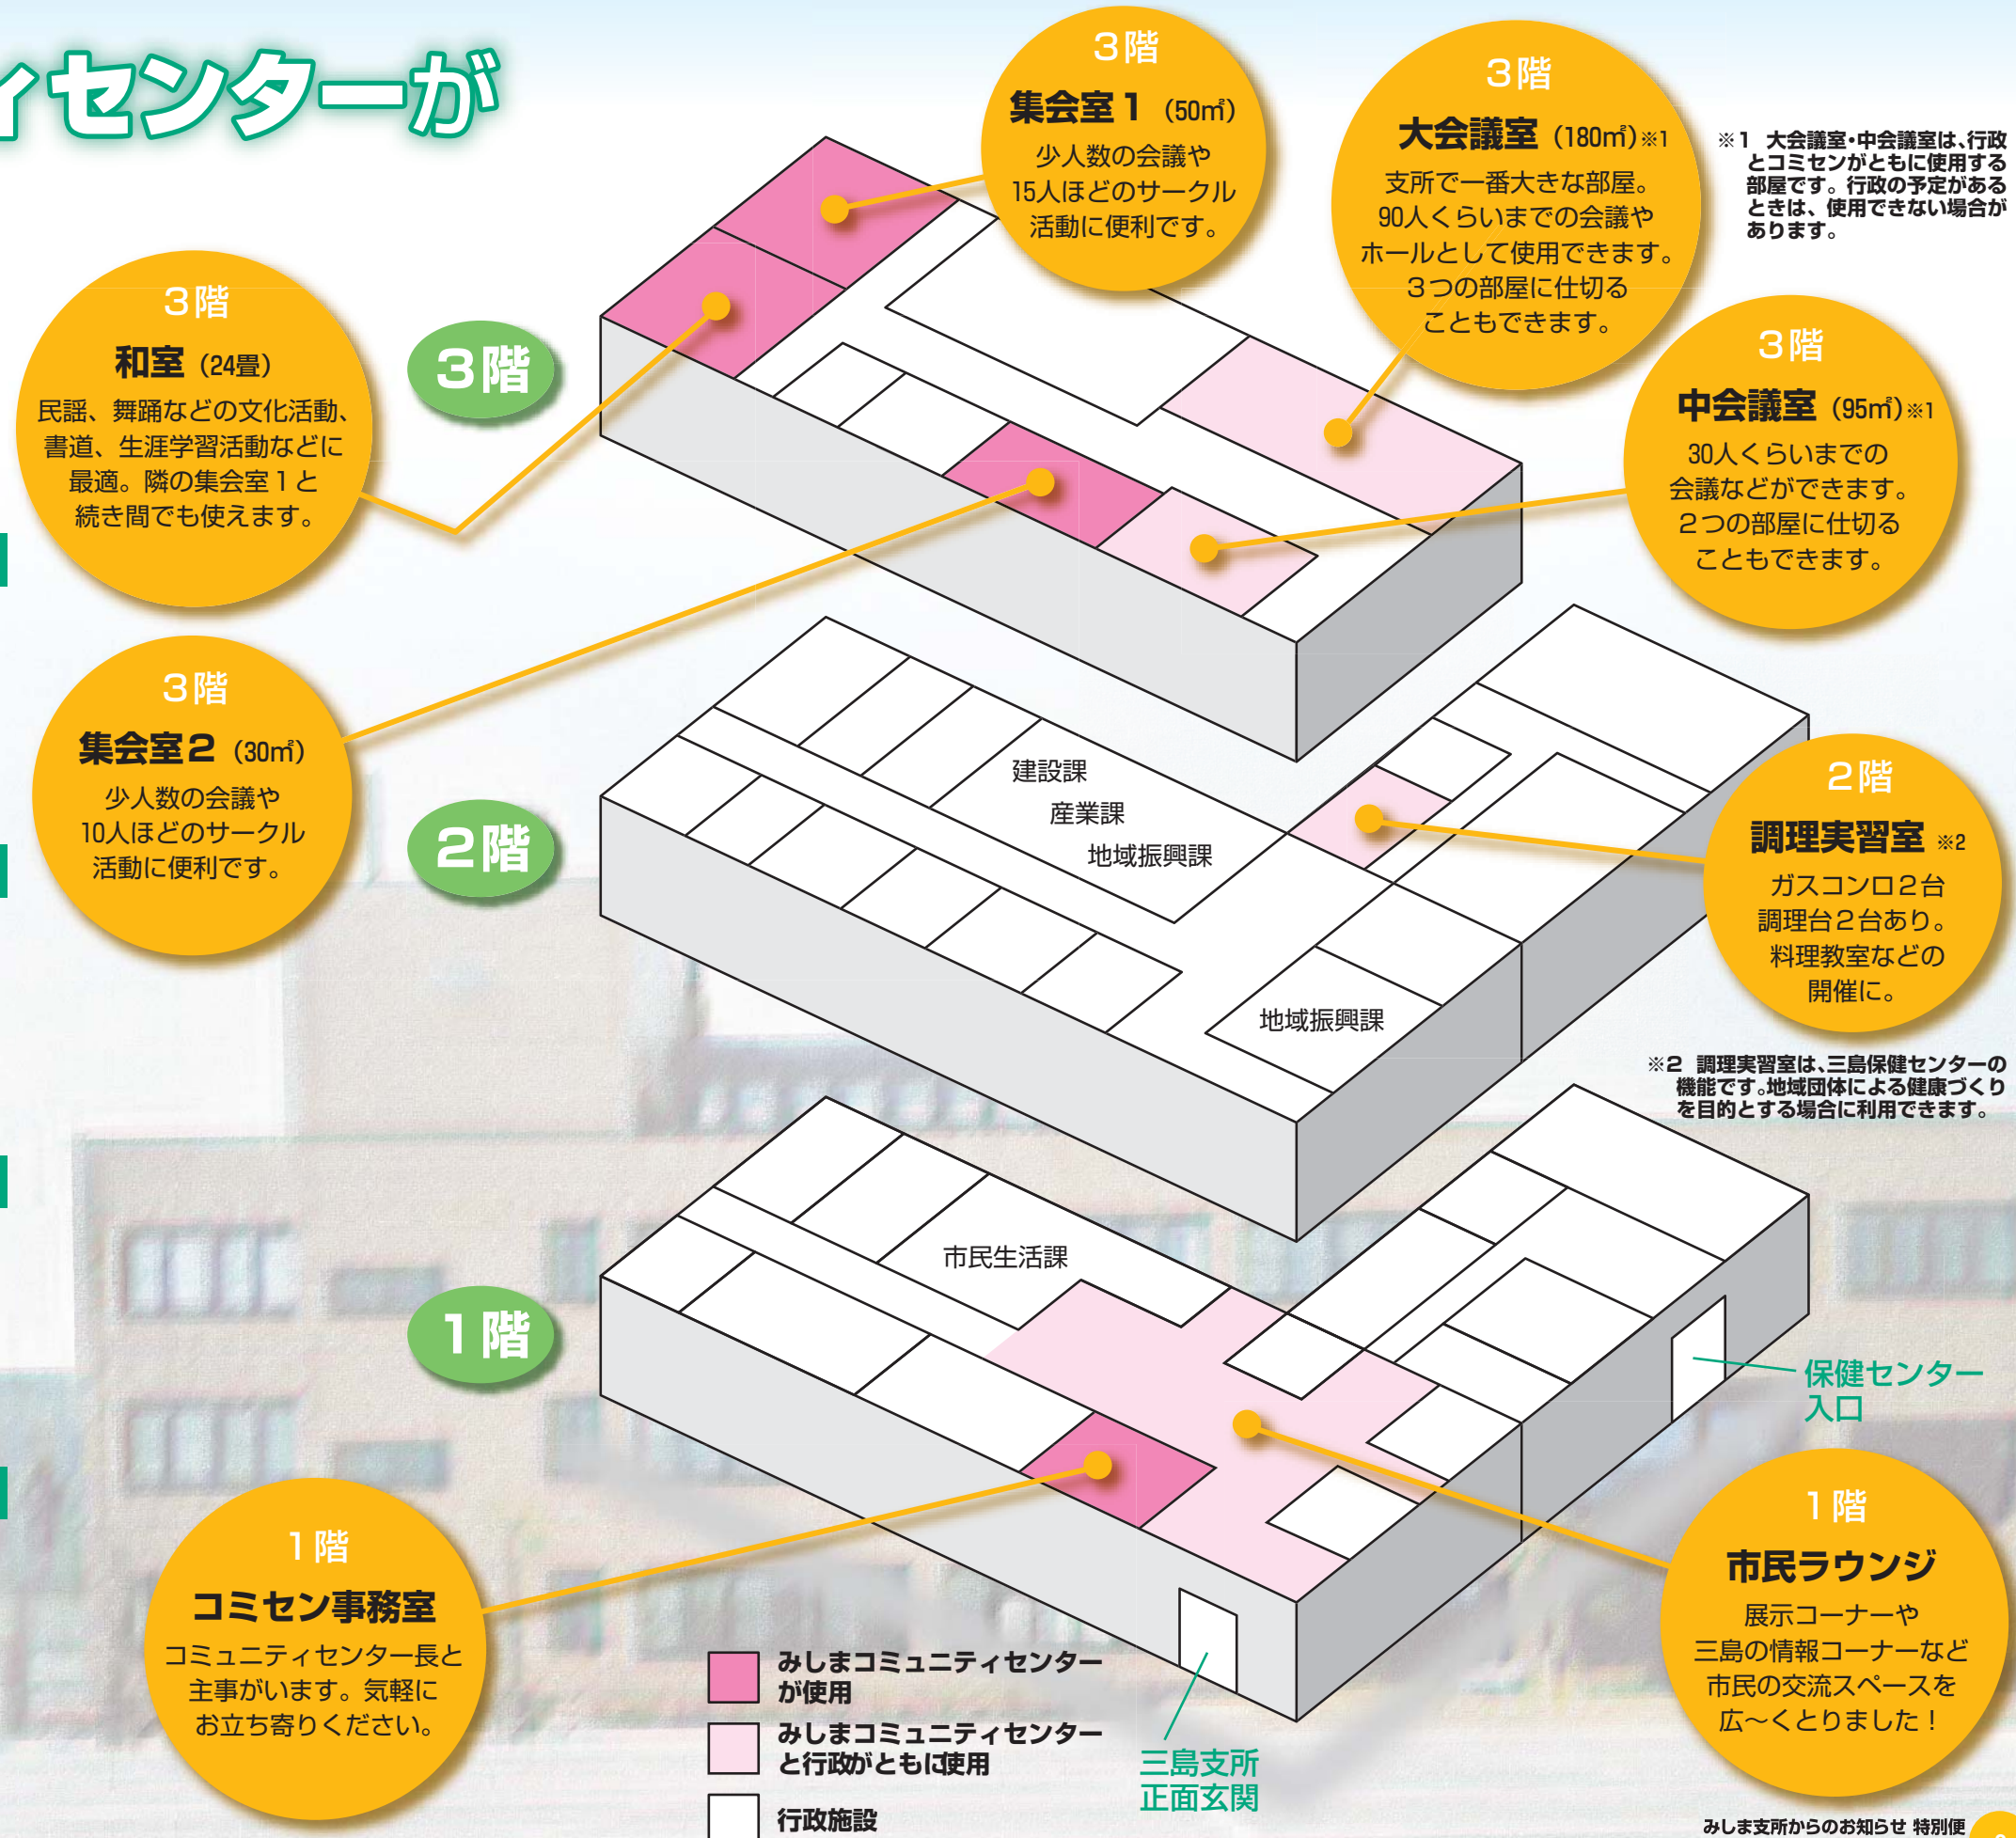 ィセンターが
3階
集会室1（50㎡）
少人数の会議や
15人ほどのサークル
活動に便利です。
3階
大会議室（180㎡）※1
支所で一番大きな部屋。
90人くらいまでの会議や
ホールとして使用できます。
3つの部屋に仕切る
こともできます。
※1 大会議室・中会議室は、行政
とコミセンがともに使用する
部屋です。行政の予定がある
ときは、使用できない場合が
あります。
3階
和室（24畳）
民謡、舞踊などの文化活動、
書道、生涯学習活動などに
最適。隣の集会室1と
続き間でも使えます。
3階
3階
中会議室（95㎡）※1
30人くらいまでの
会議などができます。
2つの部屋に仕切る
こともできます。
3階
集会室2（30㎡）
少人数の会議や
10人ほどのサークル
活動に便利です。
2階
建設課
産業課
地域振興課
地域振興課
2階
調理実習室 ※2
ガスコンロ2台
調理台2台あり。
料理教室などの
開催に。
※2 調理実習室は、三島保健センターの
機能です。地域団体による健康づくり
を目的とする場合に利用できます。
1階
市民生活課
保健センター
入口
1階
コミセン事務室
コミュニティセンター長と
主事がいます。気軽に
お立ち寄りください。
1階
市民ラウンジ
展示コーナーや
三島の情報コーナーなど
市民の交流スペースを
広〜くとりました！
三島支所
正面玄関
みしまコミュニティセンター
が使用
みしまコミュニティセンター
と行政がともに使用
行政施設
みしま支所からのお知らせ 特別便